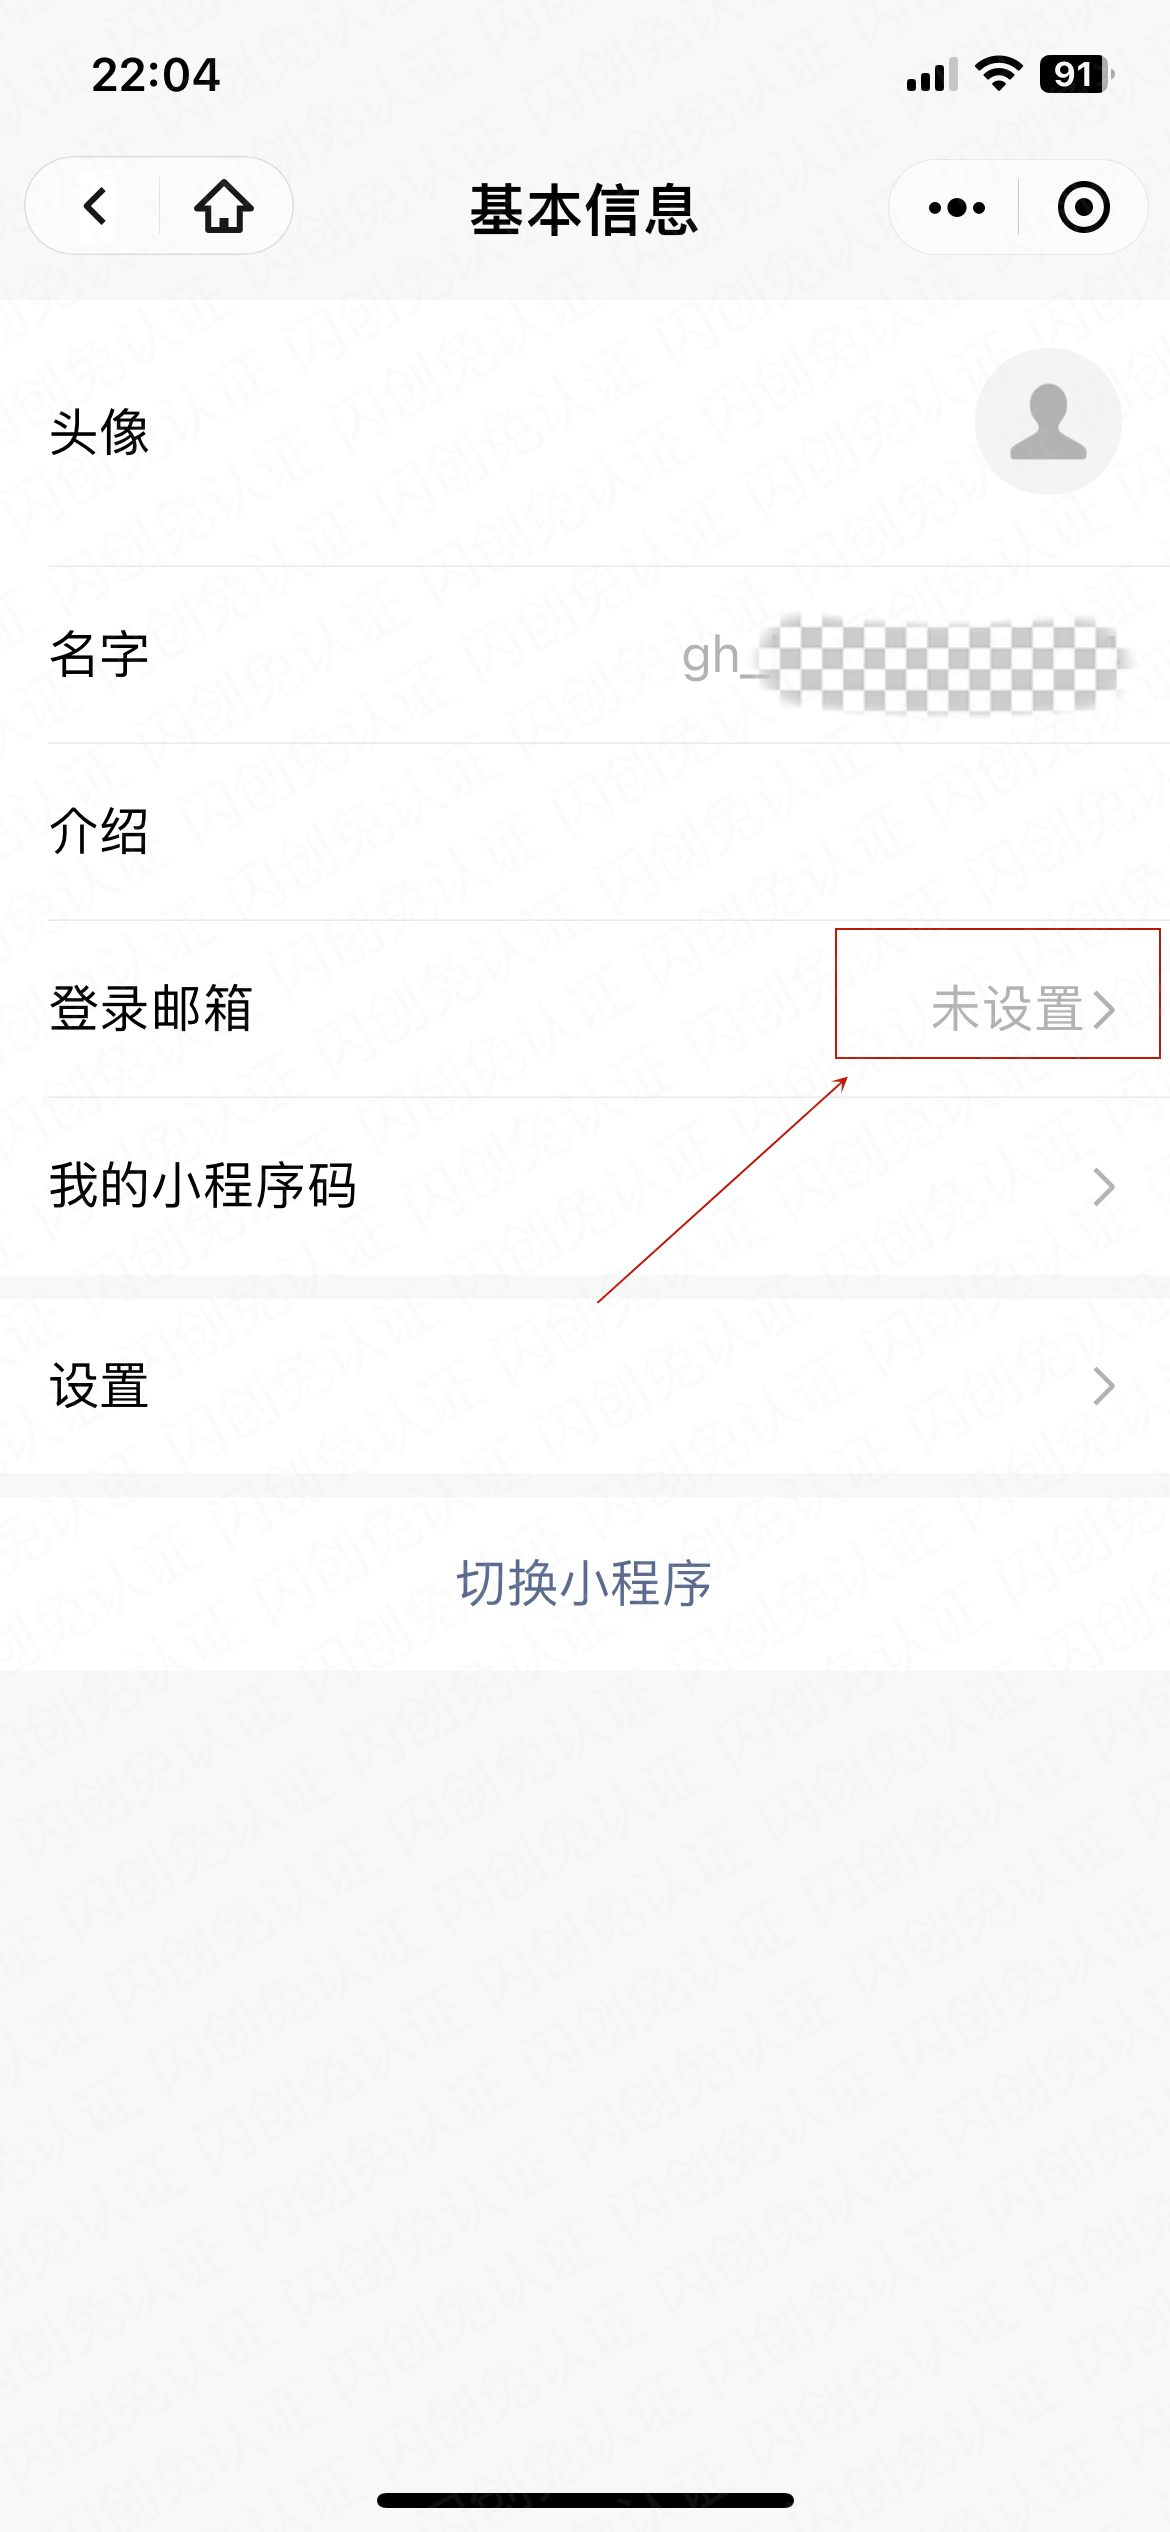 22:04
91
基本信息
头像
名字
gh_
介绍
登录邮箱
未设置
我的小程序码
设置
切换小程序
闪创免认证